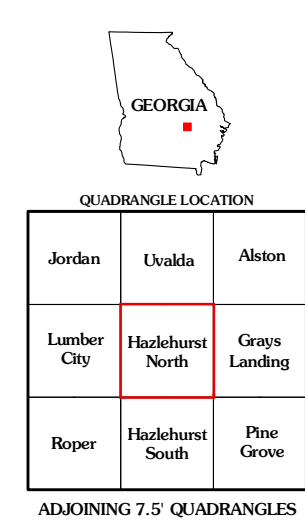 GEORGIA
QUADRANGLE LOCATION
Jordan
Uvalda
Alston
Lumber
City
Hazlehurst
North
Grays
Landing
Roper
Hazlehurst
South
Pine
Grove
ADJOINING 7.5' QUADRANGLES